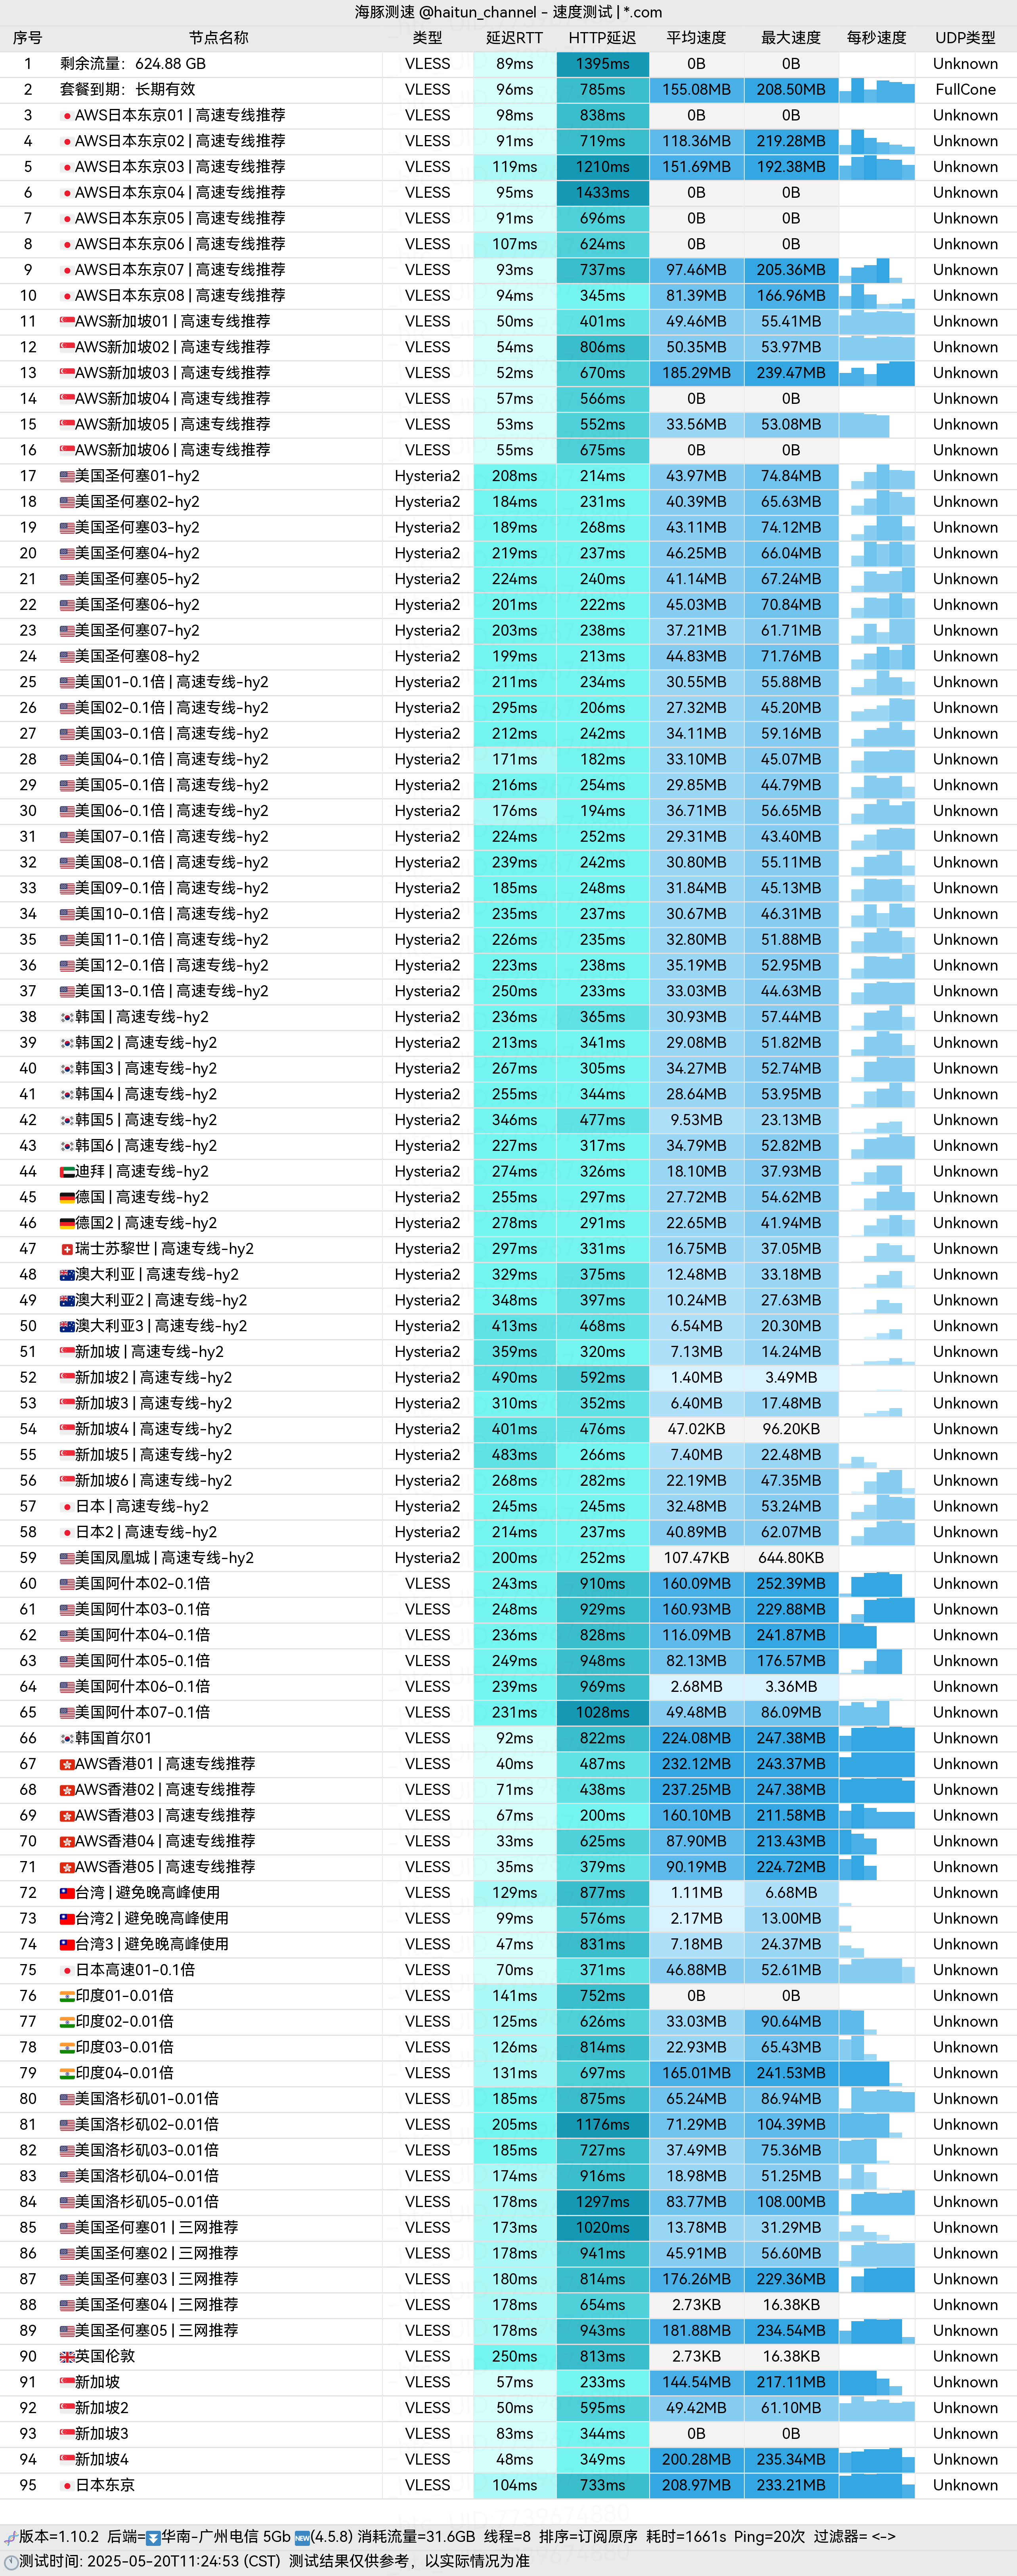 海豚测速 @haitun_channel - 速度测试 | *.com
序号 节点名称 类型 延迟RTT HTTP延迟 平均速度 最大速度 每秒速度 UDP类型
1 剩余流量：624.88 GB VLESS 89ms 1395ms 0B 0B Unknown
2 套餐到期：长期有效 VLESS 96ms 785ms 155.08MB 208.50MB FullCone
3 AWS日本东京01 | 高速专线推荐 VLESS 98ms 838ms 0B 0B Unknown
4 AWS日本东京02 | 高速专线推荐 VLESS 91ms 719ms 118.36MB 219.28MB Unknown
5 AWS日本东京03 | 高速专线推荐 VLESS 119ms 1210ms 151.69MB 192.38MB Unknown
6 AWS日本东京04 | 高速专线推荐 VLESS 95ms 1433ms 0B 0B Unknown
7 AWS日本东京05 | 高速专线推荐 VLESS 91ms 696ms 0B 0B Unknown
8 AWS日本东京06 | 高速专线推荐 VLESS 107ms 624ms 0B 0B Unknown
9 AWS日本东京07 | 高速专线推荐 VLESS 93ms 737ms 97.46MB 205.36MB Unknown
10 AWS日本东京08 | 高速专线推荐 VLESS 94ms 345ms 81.39MB 166.96MB Unknown
11 AWS新加坡01 | 高速专线推荐 VLESS 50ms 401ms 49.46MB 55.41MB Unknown
12 AWS新加坡02 | 高速专线推荐 VLESS 54ms 806ms 50.35MB 53.97MB Unknown
13 AWS新加坡03 | 高速专线推荐 VLESS 52ms 670ms 185.29MB 239.47MB Unknown
14 AWS新加坡04 | 高速专线推荐 VLESS 57ms 566ms 0B 0B Unknown
15 AWS新加坡05 | 高速专线推荐 VLESS 53ms 552ms 33.56MB 53.08MB Unknown
16 AWS新加坡06 | 高速专线推荐 VLESS 55ms 675ms 0B 0B Unknown
17 美国圣何塞01-hy2 Hysteria2 208ms 214ms 43.97MB 74.84MB Unknown
18 美国圣何塞02-hy2 Hysteria2 184ms 231ms 40.39MB 65.63MB Unknown
19 美国圣何塞03-hy2 Hysteria2 189ms 268ms 43.11MB 74.12MB Unknown
20 美国圣何塞04-hy2 Hysteria2 219ms 237ms 46.25MB 66.04MB Unknown
21 美国圣何塞05-hy2 Hysteria2 224ms 240ms 41.14MB 67.24MB Unknown
22 美国圣何塞06-hy2 Hysteria2 201ms 222ms 45.03MB 70.84MB Unknown
23 美国圣何塞07-hy2 Hysteria2 203ms 238ms 37.21MB 61.71MB Unknown
24 美国圣何塞08-hy2 Hysteria2 199ms 213ms 44.83MB 71.76MB Unknown
25 美国01-0.1倍 | 高速专线-hy2 Hysteria2 211ms 234ms 30.55MB 55.88MB Unknown
26 美国02-0.1倍 | 高速专线-hy2 Hysteria2 295ms 206ms 27.32MB 45.20MB Unknown
27 美国03-0.1倍 | 高速专线-hy2 Hysteria2 212ms 242ms 34.11MB 59.16MB Unknown
28 美国04-0.1倍 | 高速专线-hy2 Hysteria2 171ms 182ms 33.10MB 45.07MB Unknown
29 美国05-0.1倍 | 高速专线-hy2 Hysteria2 216ms 254ms 29.85MB 44.79MB Unknown
30 美国06-0.1倍 | 高速专线-hy2 Hysteria2 176ms 194ms 36.71MB 56.65MB Unknown
31 美国07-0.1倍 | 高速专线-hy2 Hysteria2 224ms 252ms 29.31MB 43.40MB Unknown
32 美国08-0.1倍 | 高速专线-hy2 Hysteria2 239ms 242ms 30.80MB 55.11MB Unknown
33 美国09-0.1倍 | 高速专线-hy2 Hysteria2 185ms 248ms 31.84MB 45.13MB Unknown
34 美国10-0.1倍 | 高速专线-hy2 Hysteria2 235ms 237ms 30.67MB 46.31MB Unknown
35 美国11-0.1倍 | 高速专线-hy2 Hysteria2 226ms 235ms 32.80MB 51.88MB Unknown
36 美国12-0.1倍 | 高速专线-hy2 Hysteria2 223ms 238ms 35.19MB 52.95MB Unknown
37 美国13-0.1倍 | 高速专线-hy2 Hysteria2 250ms 233ms 33.03MB 44.63MB Unknown
38 韩国 | 高速专线-hy2 Hysteria2 236ms 365ms 30.93MB 57.44MB Unknown
39 韩国2 | 高速专线-hy2 Hysteria2 213ms 341ms 29.08MB 51.82MB Unknown
40 韩国3 | 高速专线-hy2 Hysteria2 267ms 305ms 34.27MB 52.74MB Unknown
41 韩国4 | 高速专线-hy2 Hysteria2 255ms 344ms 28.64MB 53.95MB Unknown
42 韩国5 | 高速专线-hy2 Hysteria2 346ms 477ms 9.53MB 23.13MB Unknown
43 韩国6 | 高速专线-hy2 Hysteria2 227ms 317ms 34.79MB 52.82MB Unknown
44 迪拜 | 高速专线-hy2 Hysteria2 274ms 326ms 18.10MB 37.93MB Unknown
45 德国 | 高速专线-hy2 Hysteria2 255ms 297ms 27.72MB 54.62MB Unknown
46 德国2 | 高速专线-hy2 Hysteria2 278ms 291ms 22.65MB 41.94MB Unknown
47 瑞士苏黎世 | 高速专线-hy2 Hysteria2 297ms 331ms 16.75MB 37.05MB Unknown
48 澳大利亚 | 高速专线-hy2 Hysteria2 329ms 375ms 12.48MB 33.18MB Unknown
49 澳大利亚2 | 高速专线-hy2 Hysteria2 348ms 397ms 10.24MB 27.63MB Unknown
50 澳大利亚3 | 高速专线-hy2 Hysteria2 413ms 468ms 6.54MB 20.30MB Unknown
51 新加坡 | 高速专线-hy2 Hysteria2 359ms 320ms 7.13MB 14.24MB Unknown
52 新加坡2 | 高速专线-hy2 Hysteria2 490ms 592ms 1.40MB 3.49MB Unknown
53 新加坡3 | 高速专线-hy2 Hysteria2 310ms 352ms 6.40MB 17.48MB Unknown
54 新加坡4 | 高速专线-hy2 Hysteria2 401ms 476ms 47.02KB 96.20KB Unknown
55 新加坡5 | 高速专线-hy2 Hysteria2 483ms 266ms 7.40MB 22.48MB Unknown
56 新加坡6 | 高速专线-hy2 Hysteria2 268ms 282ms 22.19MB 47.35MB Unknown
57 日本 | 高速专线-hy2 Hysteria2 245ms 245ms 32.48MB 53.24MB Unknown
58 日本2 | 高速专线-hy2 Hysteria2 214ms 237ms 40.89MB 62.07MB Unknown
59 美国凤凰城 | 高速专线-hy2 Hysteria2 200ms 252ms 107.47KB 644.80KB Unknown
60 美国阿什本02-0.1倍 VLESS 243ms 910ms 160.09MB 252.39MB Unknown
61 美国阿什本03-0.1倍 VLESS 248ms 929ms 160.93MB 229.88MB Unknown
62 美国阿什本04-0.1倍 VLESS 236ms 828ms 116.09MB 241.87MB Unknown
63 美国阿什本05-0.1倍 VLESS 249ms 948ms 82.13MB 176.57MB Unknown
64 美国阿什本06-0.1倍 VLESS 239ms 969ms 2.68MB 3.36MB Unknown
65 美国阿什本07-0.1倍 VLESS 231ms 1028ms 49.48MB 86.09MB Unknown
66 韩国首尔01 VLESS 92ms 822ms 224.08MB 247.38MB Unknown
67 AWS香港01 | 高速专线推荐 VLESS 40ms 487ms 232.12MB 243.37MB Unknown
68 AWS香港02 | 高速专线推荐 VLESS 71ms 438ms 237.25MB 247.38MB Unknown
69 AWS香港03 | 高速专线推荐 VLESS 67ms 200ms 160.10MB 211.58MB Unknown
70 AWS香港04 | 高速专线推荐 VLESS 33ms 625ms 87.90MB 213.43MB Unknown
71 AWS香港05 | 高速专线推荐 VLESS 35ms 379ms 90.19MB 224.72MB Unknown
72 台湾 | 避免晚高峰使用 VLESS 129ms 877ms 1.11MB 6.68MB Unknown
73 台湾2 | 避免晚高峰使用 VLESS 99ms 576ms 2.17MB 13.00MB Unknown
74 台湾3 | 避免晚高峰使用 VLESS 47ms 831ms 7.18MB 24.37MB Unknown
75 日本高速01-0.1倍 VLESS 70ms 371ms 46.88MB 52.61MB Unknown
76 印度01-0.01倍 VLESS 141ms 752ms 0B 0B Unknown
77 印度02-0.01倍 VLESS 125ms 626ms 33.03MB 90.64MB Unknown
78 印度03-0.01倍 VLESS 126ms 814ms 22.93MB 65.43MB Unknown
79 印度04-0.01倍 VLESS 131ms 697ms 165.01MB 241.53MB Unknown
80 美国洛杉矶01-0.01倍 VLESS 185ms 875ms 65.24MB 86.94MB Unknown
81 美国洛杉矶02-0.01倍 VLESS 205ms 1176ms 71.29MB 104.39MB Unknown
82 美国洛杉矶03-0.01倍 VLESS 185ms 727ms 37.49MB 75.36MB Unknown
83 美国洛杉矶04-0.01倍 VLESS 174ms 916ms 18.98MB 51.25MB Unknown
84 美国洛杉矶05-0.01倍 VLESS 178ms 1297ms 83.77MB 108.00MB Unknown
85 美国圣何塞01 | 三网推荐 VLESS 173ms 1020ms 13.78MB 31.29MB Unknown
86 美国圣何塞02 | 三网推荐 VLESS 178ms 941ms 45.91MB 56.60MB Unknown
87 美国圣何塞03 | 三网推荐 VLESS 180ms 814ms 176.26MB 229.36MB Unknown
88 美国圣何塞04 | 三网推荐 VLESS 178ms 654ms 2.73KB 16.38KB Unknown
89 美国圣何塞05 | 三网推荐 VLESS 178ms 943ms 181.88MB 234.54MB Unknown
90 英国伦敦 VLESS 250ms 813ms 2.73KB 16.38KB Unknown
91 新加坡 VLESS 57ms 233ms 144.54MB 217.11MB Unknown
92 新加坡2 VLESS 50ms 595ms 49.42MB 61.10MB Unknown
93 新加坡3 VLESS 83ms 344ms 0B 0B Unknown
94 新加坡4 VLESS 48ms 349ms 200.28MB 235.34MB Unknown
95 日本东京 VLESS 104ms 733ms 208.97MB 233.21MB Unknown
版本=1.10.2 后端=华南-广州电信 5Gb NEW(4.5.8) 消耗流量=31.6GB 线程=8 排序=订阅原序 耗时=1661s Ping=20次 过滤器= <->
测试时间: 2025-05-20T11:24:53 (CST) 测试结果仅供参考，以实际情况为准